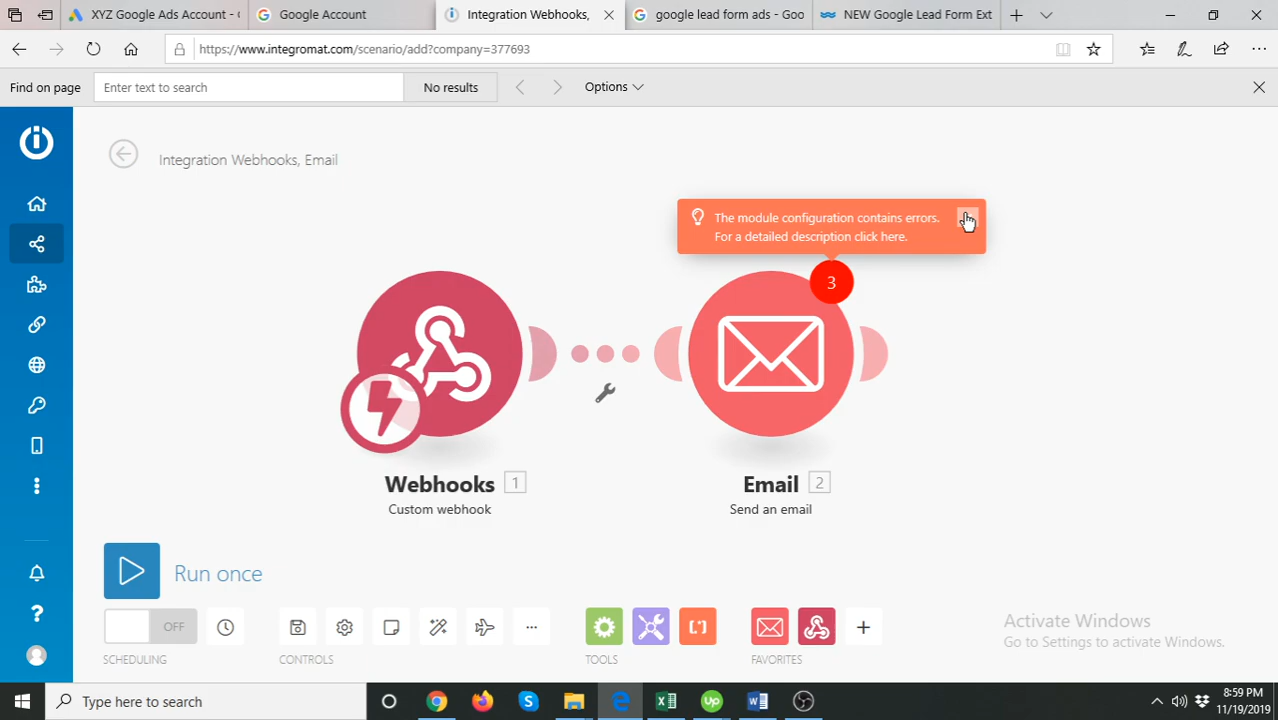 XYZ Google Ads Account - (
Google Account
Integration Webhooks,
google lead form ads - Goo
NEW Google Lead Form Ext
https://www.integromat.com/scenario/add?company=377693
Find on page
Enter text to search
No results
Options
Integration Webhooks, Email
The module configuration contains errors.
For a detailed description click here.
3
Webhooks 1
Custom webhook
Email 2
Send an email
Run once
OFF
SCHEDULING
CONTROLS
TOOLS
FAVORITES
Activate Windows
Go to Settings to activate Windows.
Type here to search
8:59 PM
11/19/2019